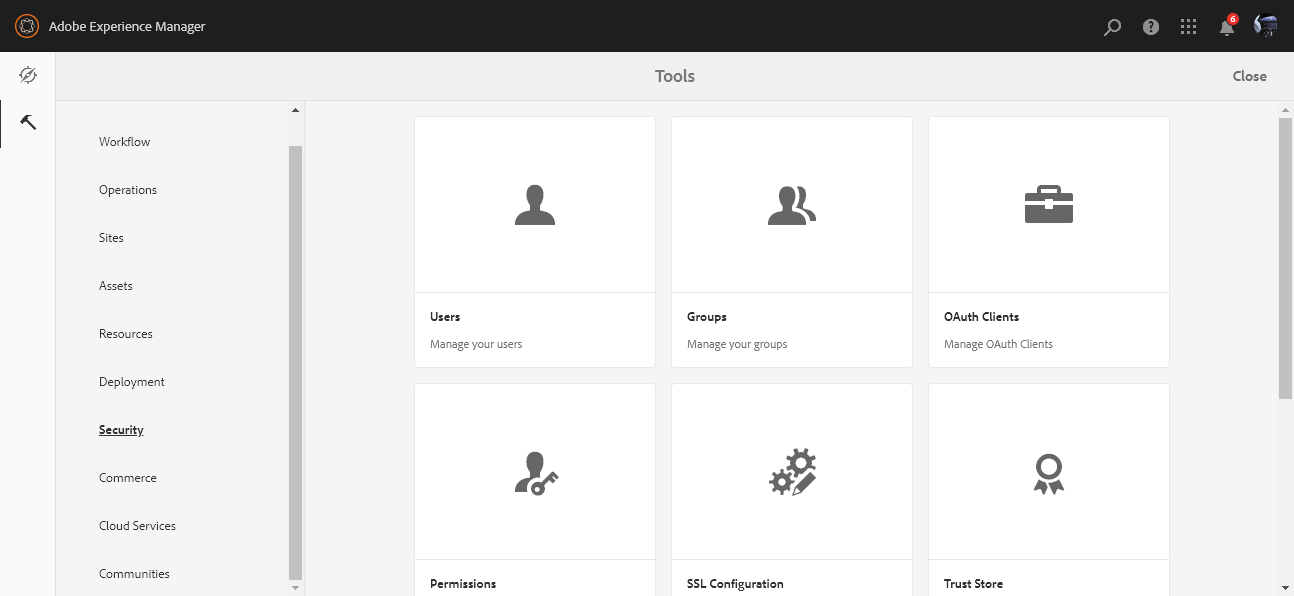 Adobe Experience Manager
6
Tools
Close
Workflow
Operations
Sites
Assets
Resources
Deployment
Security
Commerce
Cloud Services
Communities
Users
Manage your users
Groups
Manage your groups
OAuth Clients
Manage OAuth Clients
Permissions
SSL Configuration
Trust Store